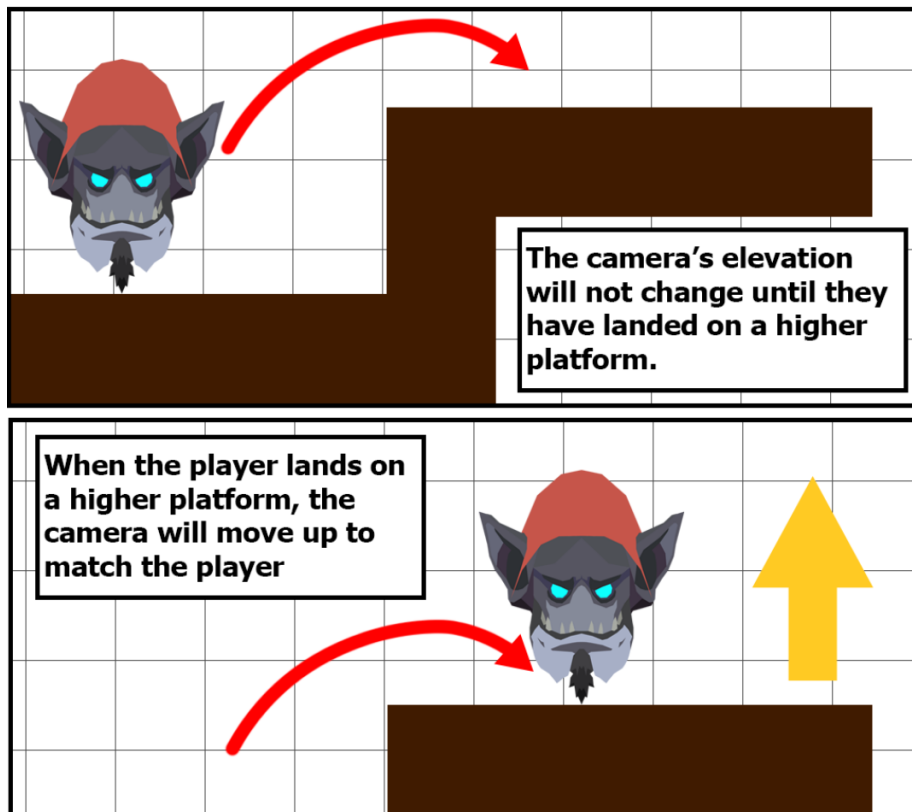 The camera’s elevation
will not change until they
have landed on a higher
platform.
When the player lands on
a higher platform, the
camera will move up to
match the player